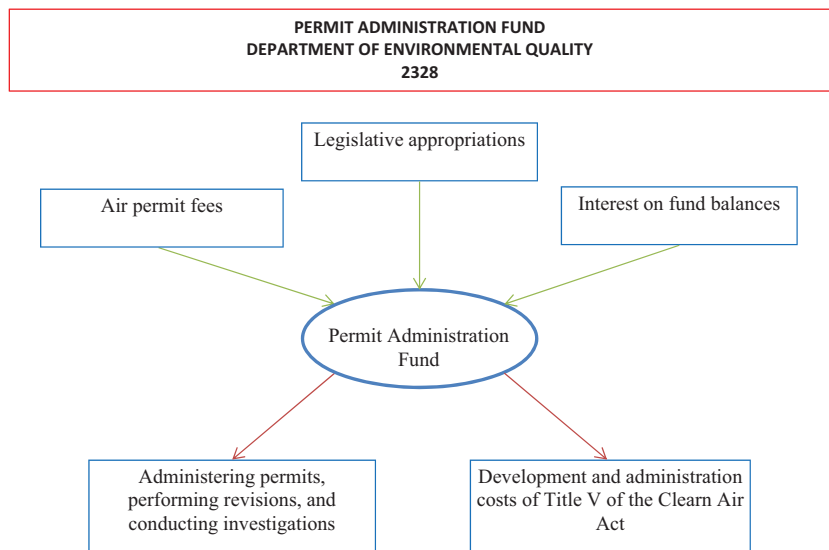 PERMIT ADMINISTRATION FUND
DEPARTMENT OF ENVIRONMENTAL QUALITY
2328
Legislative appropriations
Air permit fees
Interest on fund balances
Permit Administration
Fund
Administering permits,
performing revisions, and
conducting investigations
Development and administration
costs of Title V of the Clearn Air
Act